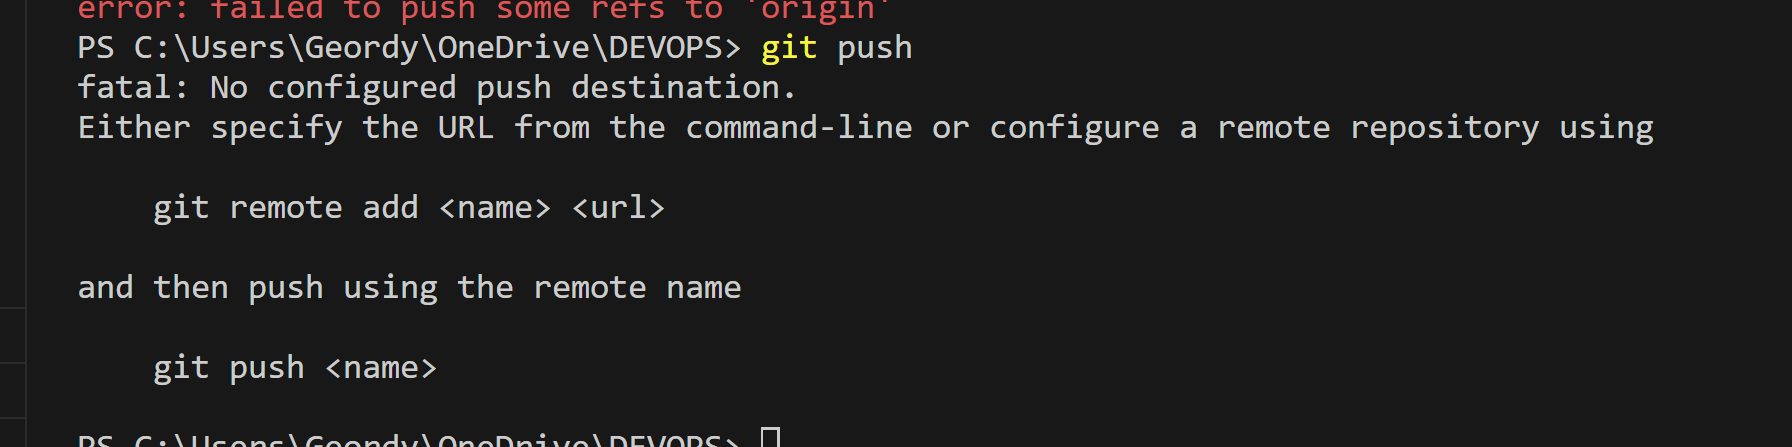 error: failed to push some refs to 'origin'
PS C:\Users\Geordy\OneDrive\DEVOPS> git push
fatal: No configured push destination.
Either specify the URL from the command-line or configure a remote repository using
git remote add <name> <url>
and then push using the remote name
git push <name>
PS C:\Users\Geordy\OneDrive\DEVOPS>